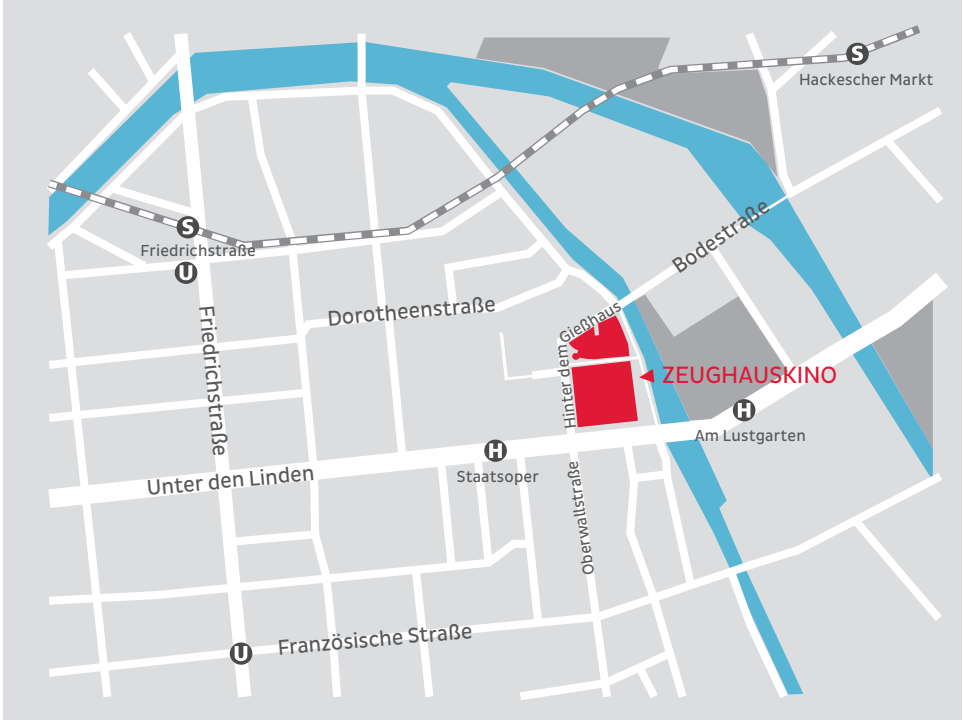 S
Hackescher Markt
Bodestraße
S
Friedrichstraße
U
Dorotheenstraße
Friedrichstraße
Hinter dem Gießhaus
ZEUGHAUSKINO
H
Am Lustgarten
H
Staatsoper
Unter den Linden
Oberwallstraße
Französische Straße
U